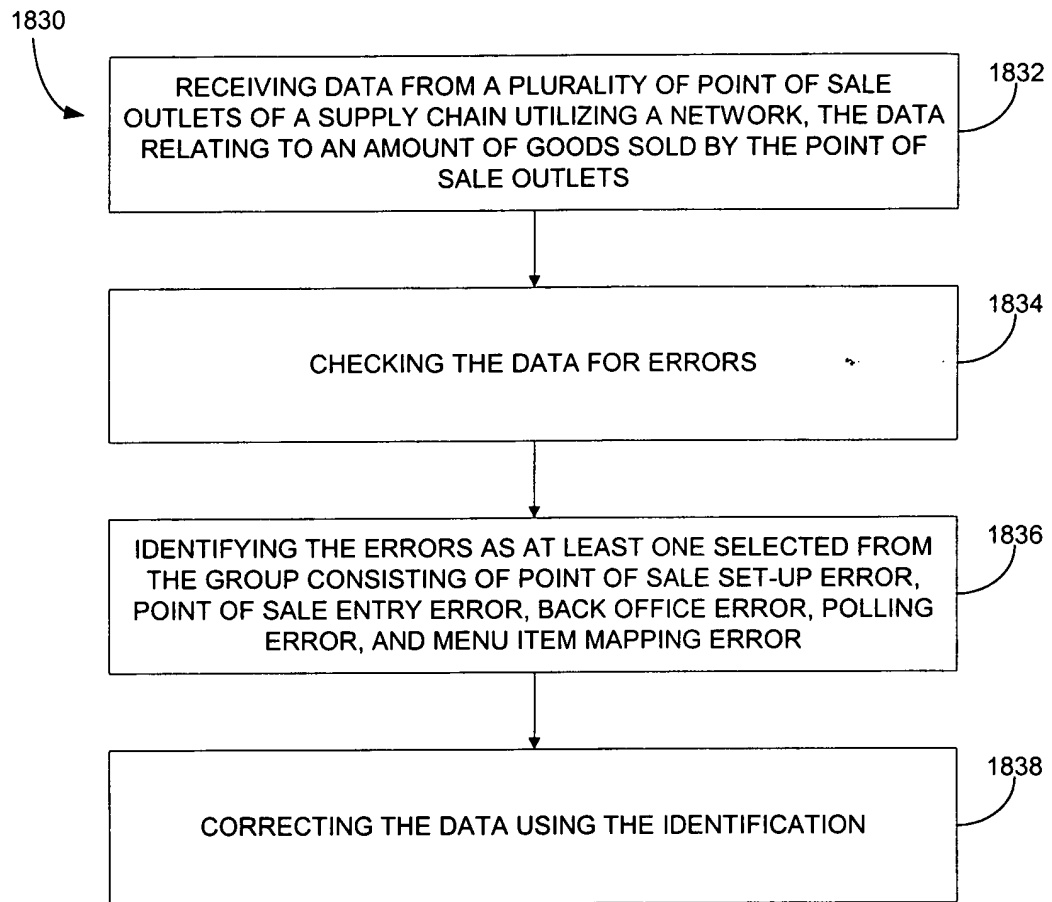 1830
RECEIVING DATA FROM A PLURALITY OF POINT OF SALE
OUTLETS OF A SUPPLY CHAIN UTILIZING A NETWORK, THE DATA
RELATING TO AN AMOUNT OF GOODS SOLD BY THE POINT OF
SALE OUTLETS
1832
CHECKING THE DATA FOR ERRORS
1834
IDENTIFYING THE ERRORS AS AT LEAST ONE SELECTED FROM
THE GROUP CONSISTING OF POINT OF SALE SET-UP ERROR,
POINT OF SALE ENTRY ERROR, BACK OFFICE ERROR, POLLING
ERROR, AND MENU ITEM MAPPING ERROR
1836
CORRECTING THE DATA USING THE IDENTIFICATION
1838